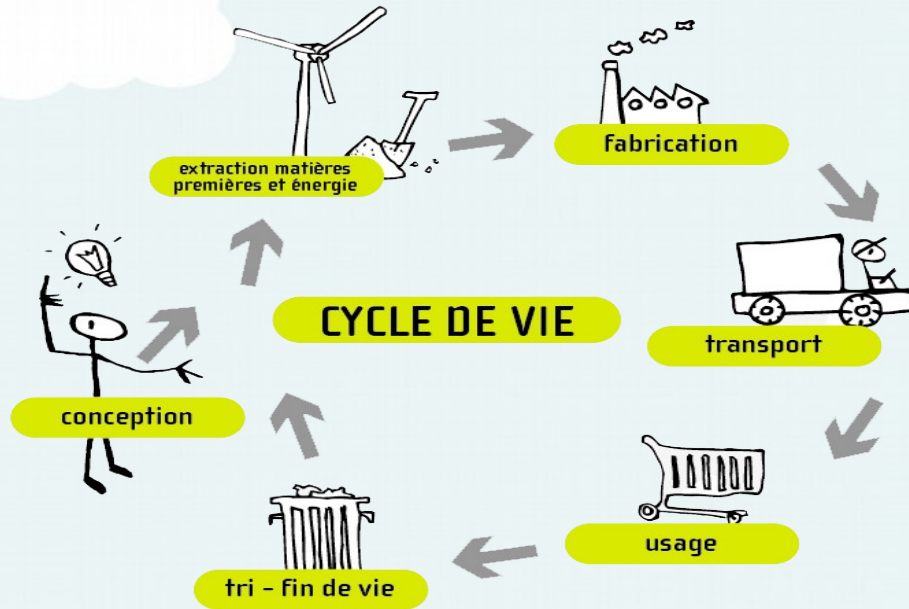 extraction matières
premières et énergie
fabrication
CYCLE DE VIE
transport
conception
usage
tri - fin de vie